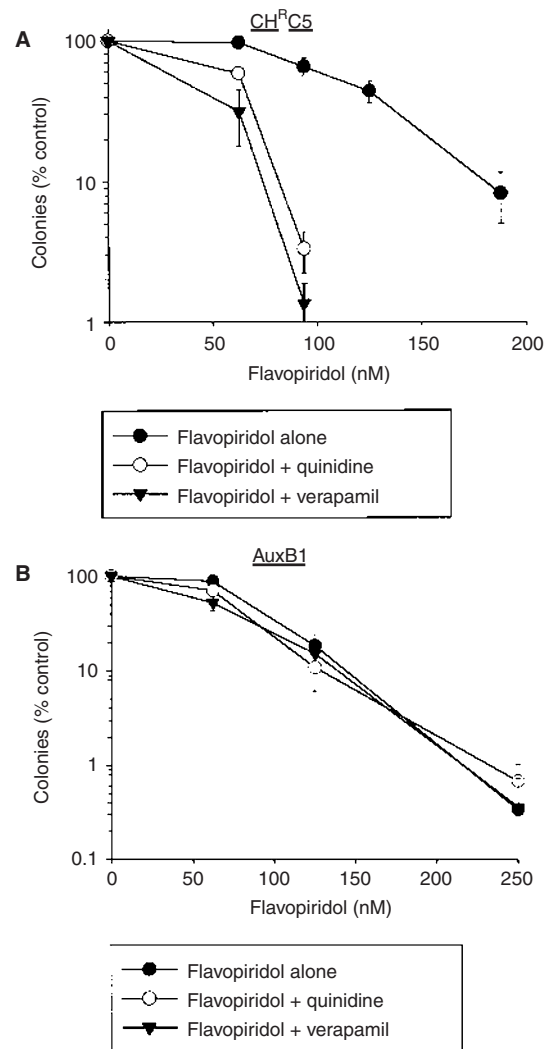 A
CHᴿC5
100
10
1
Colonies (% control)
0 50 100 150 200
Flavopiridol (nM)
Flavopiridol alone
Flavopiridol + quinidine
Flavopiridol + verapamil
B
AuxB1
100
10
1
0.1
Colonies (% control)
0 50 100 150 200 250
Flavopiridol (nM)
Flavopiridol alone
Flavopiridol + quinidine
Flavopiridol + verapamil